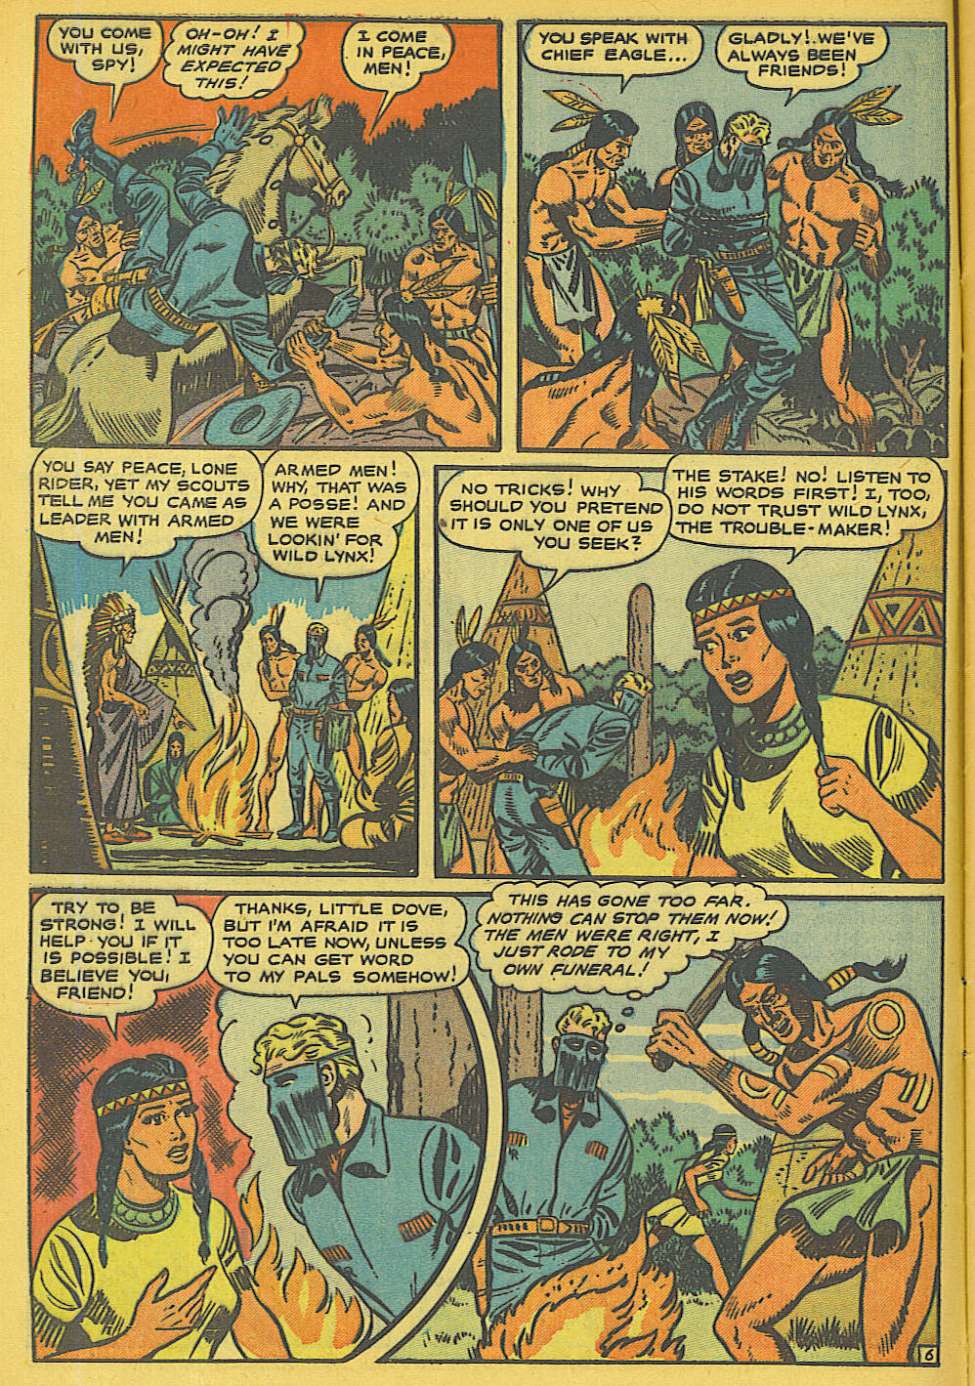 YOU COME
WITH US,
SPY!
OH-OH! I
MIGHT HAVE
EXPECTED
THIS!
I COME
IN PEACE,
MEN!
YOU SPEAK WITH
CHIEF EAGLE...
GLADLY! WE'VE
ALWAYS BEEN
FRIENDS!
YOU SAY PEACE, LONE
RIDER, YET MY SCOUTS
TELL ME YOU CAME AS
LEADER WITH ARMED
MEN!
ARMED MEN!
WHY, THAT WAS
A POSSE! AND
WE WERE
LOOKIN' FOR
WILD LYNX!
NO TRICKS! WHY
SHOULD YOU PRETEND
IT IS ONLY ONE OF US
YOU SEEK?
THE STAKE! NO! LISTEN TO
HIS WORDS FIRST! I, TOO,
DO NOT TRUST WILD LYNX,
THE TROUBLE-MAKER!
TRY TO BE
STRONG! I WILL
HELP YOU IF IT
IS POSSIBLE! I
BELIEVE YOU,
FRIEND!
THANKS, LITTLE DOVE,
BUT I'M AFRAID IT IS
TOO LATE NOW, UNLESS
YOU CAN GET WORD
TO MY PALS SOMEHOW!
THIS HAS GONE TOO FAR.
NOTHING CAN STOP THEM NOW!
THE MEN WERE RIGHT, I
JUST RODE TO MY
OWN FUNERAL!
6